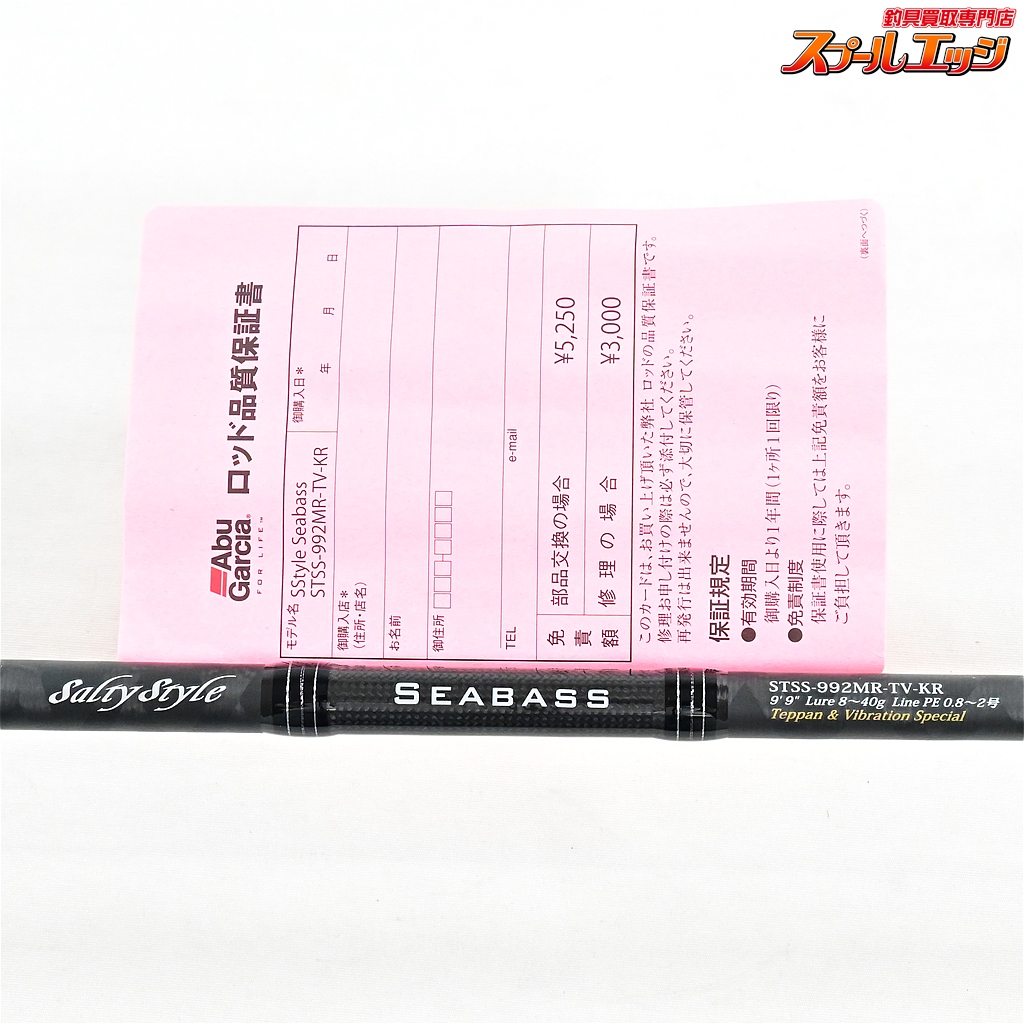 釣具買取専門店
スプールエッジ
Abu
Garcia®
FOR LIFE™
ロッド品質保証書
モデル名
SStyle Seabass
STSS-992MR-TV-KR
御購入日*
年 月 日
御購入店*
(住所・店名)
お名前
御住所 □□□-□□□□
TEL
e-mail
免責額
部品交換の場合 ¥5,250
修理の場合 ¥3,000
このカードは、お買い上げ頂いた弊社 ロッドの品質保証書です。
修理お申し付けの際は必ず添付してください。
再発行は出来ませんので、大切に保管してください。
保証規定
●有効期間
御購入日より1年間(1ヶ所1回限り)
●免責制度
保証書使用に際しては上記免責額をお客様に
ご負担して頂きます。
(裏面へつづく)
Salty Style
SEABASS
STSS-992MR-TV-KR
9'9" Lure 8~40g Line PE 0.8~2号
Teppan & Vibration Special